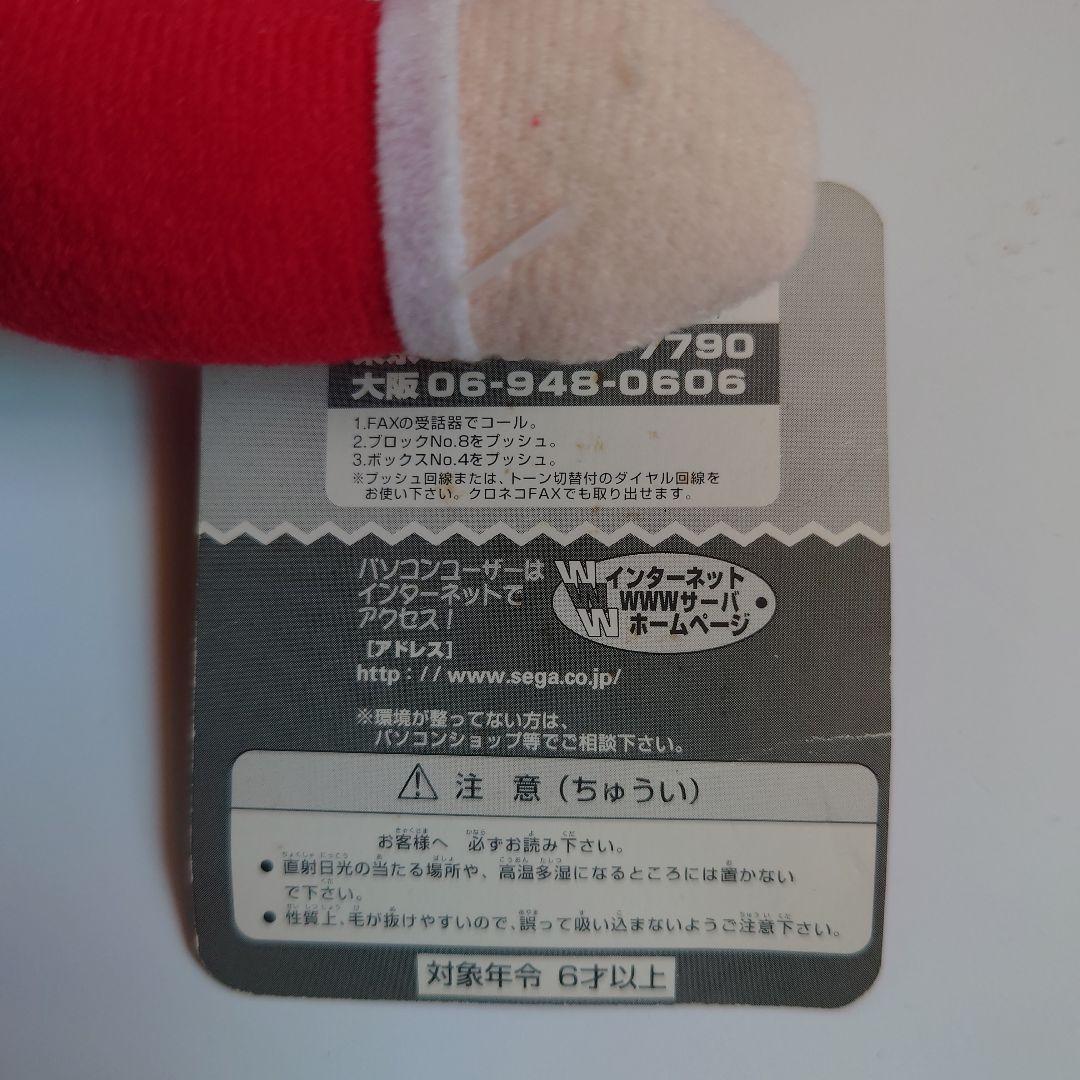 7790
大阪 06-948-0606
1.FAXの受話器でコール。
2.ブロックNo.8をプッシュ。
3.ボックスNo.4をプッシュ。
※プッシュ回線または、トーン切替付のダイヤル回線を
お使い下さい。クロネコFAXでも取り出せます。
パソコンユーザーは
インターネットで
アクセス!
[アドレス]
http://www.sega.co.jp/
WWW
インターネット
WWWサーバ
ホームページ
※環境が整ってない方は、
パソコンショップ等でご相談下さい。
注意(ちゅうい)
お客様へ 必ずお読み下さい。
●直射日光の当たる場所や、高温多湿になるところには置かない
で下さい。
●性質上、毛が抜けやすいので、誤って吸い込まないようご注意下さい。
対象年令 6才以上